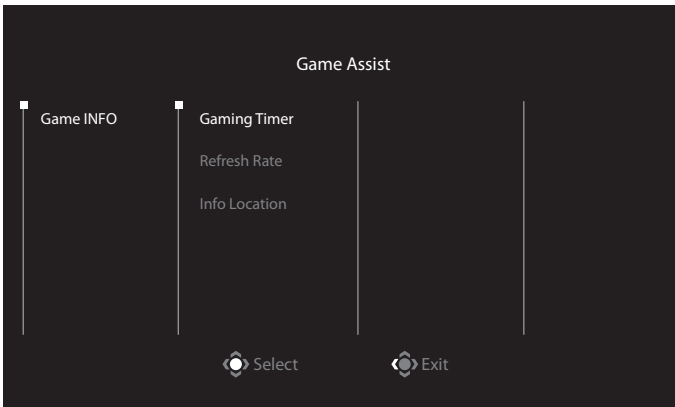 Game Assist
Game INFO
Gaming Timer
Refresh Rate
Info Location
Select
Exit